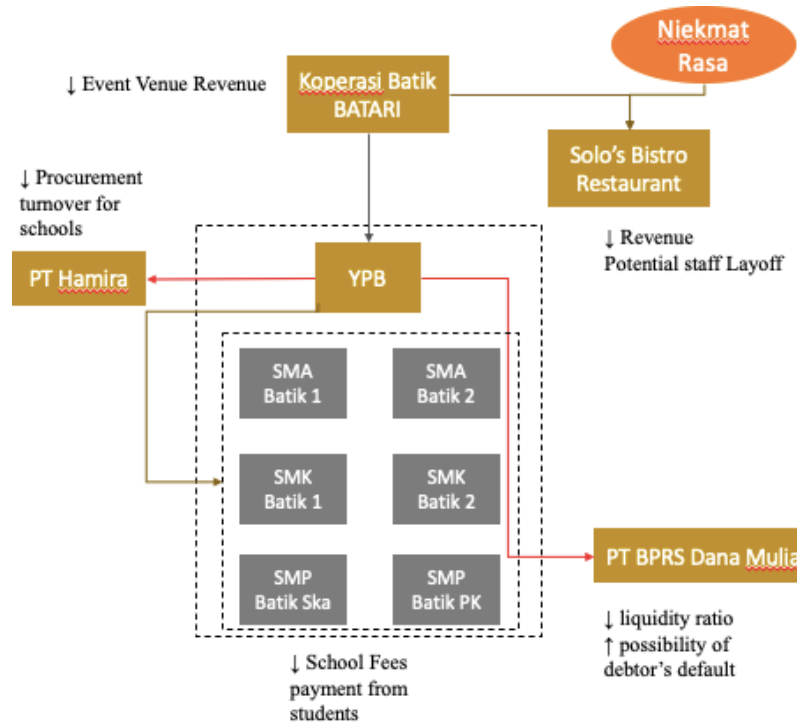 Niekmat
Rasa
↓ Event Venue Revenue
Koperasi Batik
BATARI
Solo's Bistro
Restaurant
↓ Procurement
turnover for
schools
↓ Revenue
Potential staff Layoff
PT Hamira
YPB
SMA
Batik 1
SMA
Batik 2
SMK
Batik 1
SMK
Batik 2
SMP
Batik Ska
SMP
Batik PK
PT BPRS Dana Mulia
↓ liquidity ratio
↑ possibility of
debtor's default
↓ School Fees
payment from
students